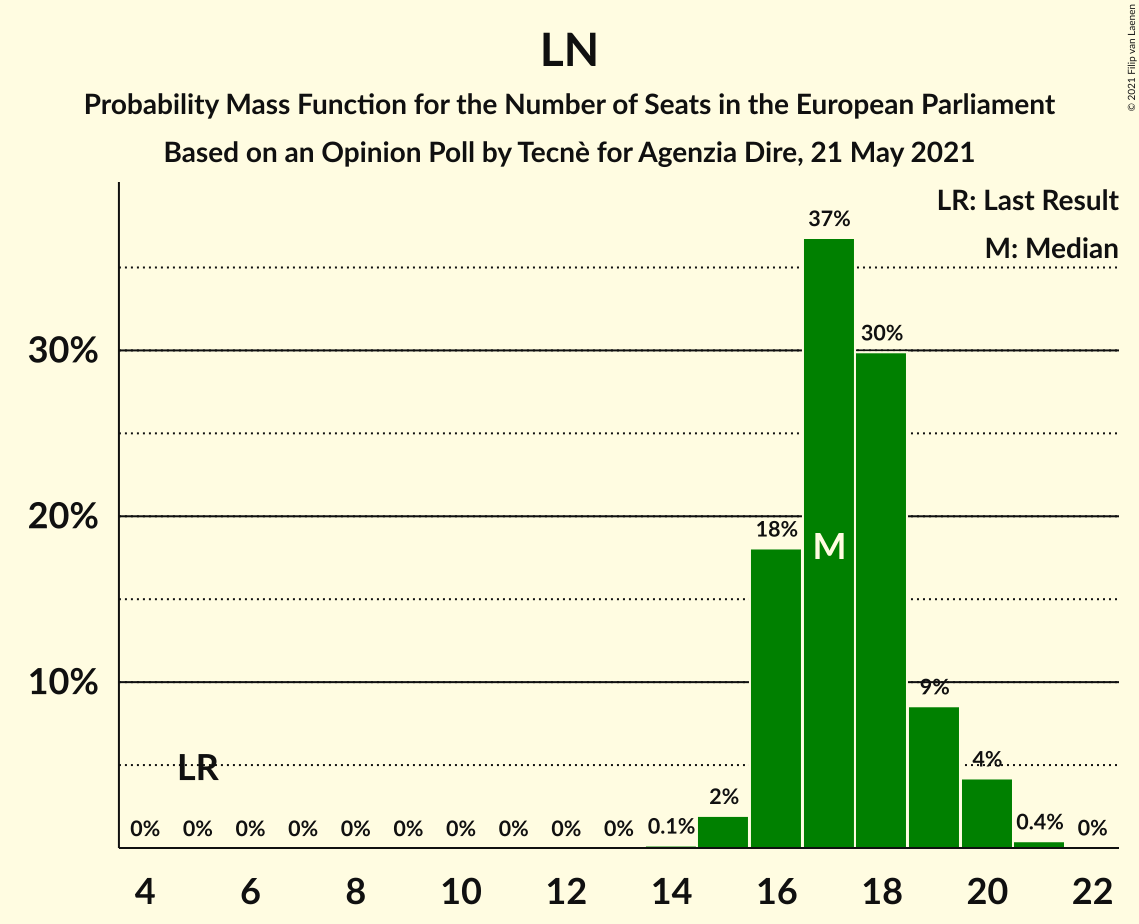 LN
Probability Mass Function for the Number of Seats in the European Parliament
Based on an Opinion Poll by Tecnè for Agenzia Dire, 21 May 2021
© 2021 Filip van Laenen
LR: Last Result
M: Median
37%
30%
30%
20%
18%
M
10%
9%
LR
4%
2%
0% 0% 0% 0% 0% 0% 0% 0% 0% 0% 0.1% 0.4% 0%
4 6 8 10 12 14 16 18 20 22